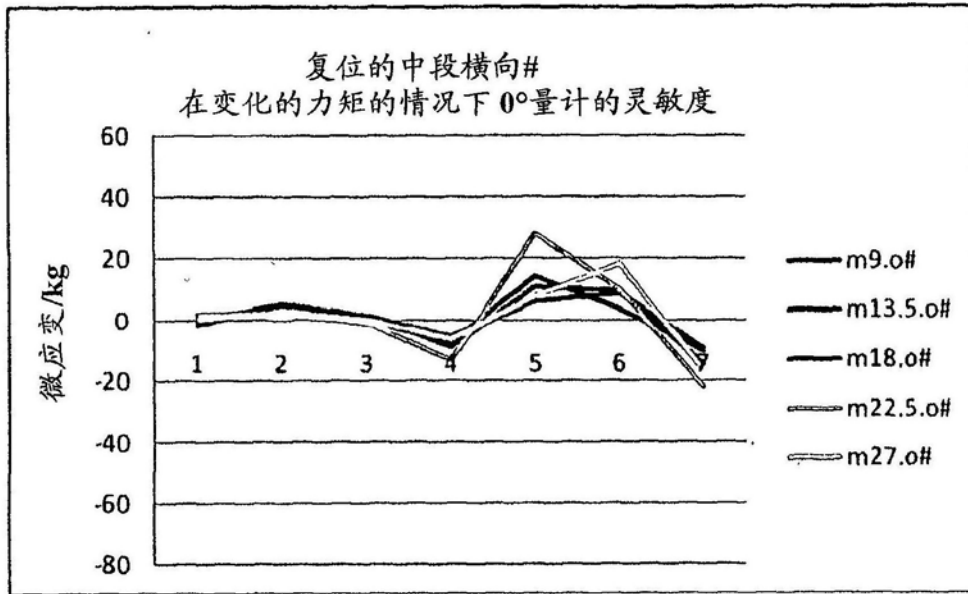 复位的中段横向#
在变化的力矩的情况下 0°量计的灵敏度
微应变/kg
60
40
20
0
-20
-40
-60
-80
1 2 3 4 5 6 7
m9.o#
m13.5.o#
m18.o#
m22.5.o#
m27.o#